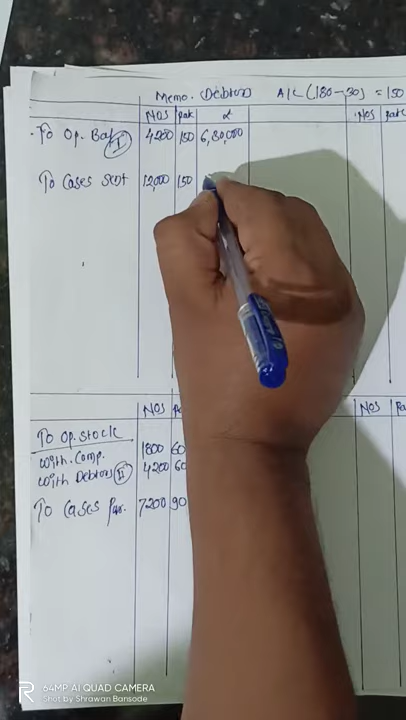 Memo. Debtors A/c (180-30) = 150
Nos Rate ₹ Nos Rate
To Op. Bal I 4200 150 6,30,000
To Cases Sent 12,000 150
Nos Nos
To Op. stock
with. Comp. 1800 60
with Debtors II 4200 60
To Cases Pur. 7200 90
64MP AI QUAD CAMERA
Shot by Shrawan Bansode